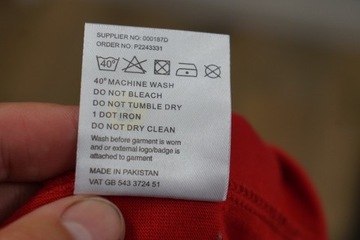 SUPPLIER NO: 000187D
ORDER NO: P2243331
40°
40° MACHINE WASH
DO NOT BLEACH
DO NOT TUMBLE DRY
1 DOT IRON
DO NOT DRY CLEAN
Wash before garment is worn
and or external logo/badge is
attached to garment
MADE IN PAKISTAN
VAT GB 543 3724 51